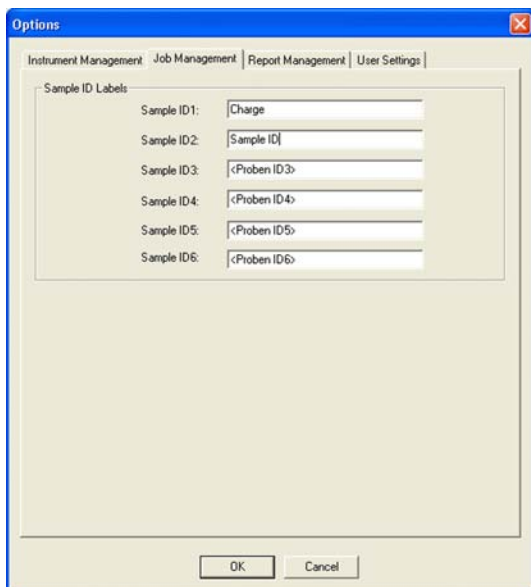 Options
Instrument Management Job Management Report Management User Settings
Sample ID Labels
Sample ID1: Charge
Sample ID2: Sample ID
Sample ID3: <Proben ID3>
Sample ID4: <Proben ID4>
Sample ID5: <Proben ID5>
Sample ID6: <Proben ID6>
OK Cancel